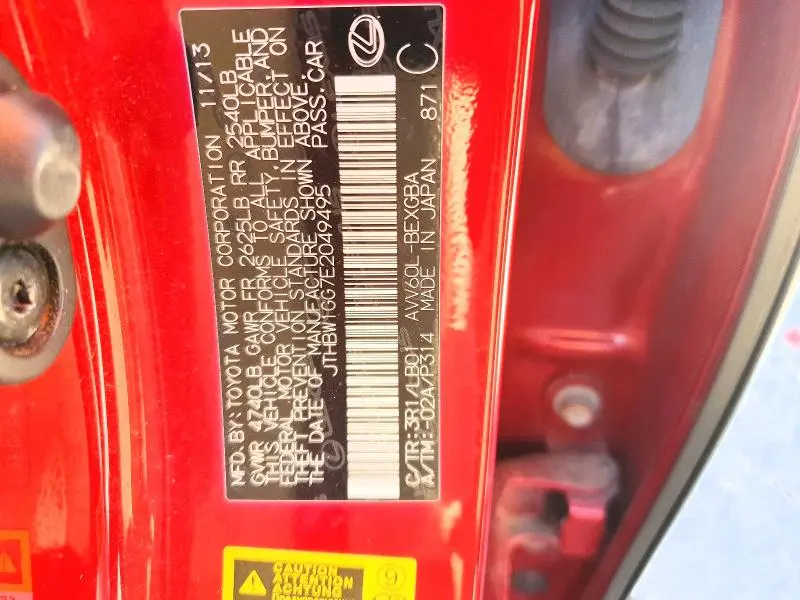 MFD. BY: TOYOTA MOTOR CORPORATION 11/13
GVWR 4740LB GAWR FR 2625LB RR 2540LB
THIS VEHICLE CONFORMS TO ALL APPLICABLE
FEDERAL MOTOR VEHICLE SAFETY, BUMPER, AND
THEFT PREVENTION STANDARDS IN EFFECT ON
THE DATE OF MANUFACTURE SHOWN ABOVE.
JTHBW1GG7E2049495 PASS. CAR
C/TR: 3R1/LB01 AVV60L-BEXGBA
A/TM: -02A/P314 MADE IN JAPAN 871 C
CAUTION
ATTENTION
ACHTUNG